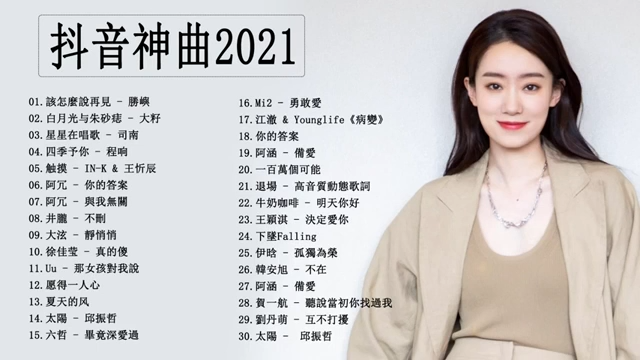 抖音神曲2021
01.該怎麼說再見 - 勝嶼
02.白月光与朱砂痣 - 大籽
03.星星在唱歌 - 司南
04.四季予你 - 程响
05.触摸 - IN-K & 王忻辰
06.阿冗 - 你的答案
07.阿冗 - 與我無關
08.井朧 - 不刪
09.大泫 - 靜悄悄
10.徐佳莹 - 真的傻
11.Uu - 那女孩對我說
12.愿得一人心
13.夏天的风
14.太陽 - 邱振哲
15.六哲 - 畢竟深愛過
16.Mi2 - 勇敢愛
17.江澈 & Younglife《病變》
18.你的答案
19.阿涵 - 備愛
20.一百萬個可能
21.退場 - 高音質動態歌詞
22.牛奶咖啡 - 明天你好
23.王穎淇 - 決定愛你
24.下墜Falling
25.伊晗 - 孤獨為榮
26.韓安旭 - 不在
27.阿涵 - 備愛
28.賀一航 - 聽說當初你找過我
29.劉丹萌 - 互不打擾
30.太陽 - 邱振哲